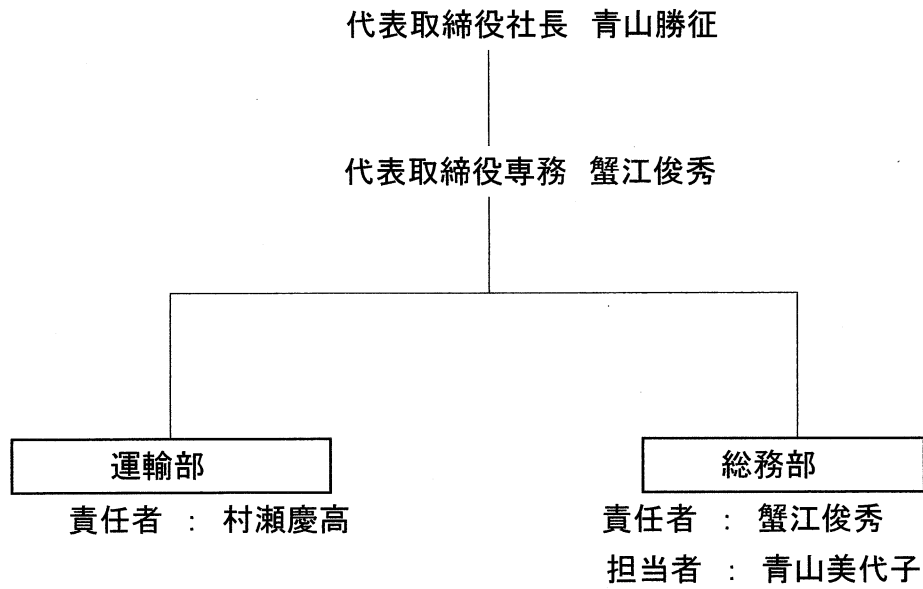 代表取締役社長 青山勝征
代表取締役専務 蟹江俊秀
運輸部
責任者 : 村瀬慶高
総務部
責任者 : 蟹江俊秀
担当者 : 青山美代子